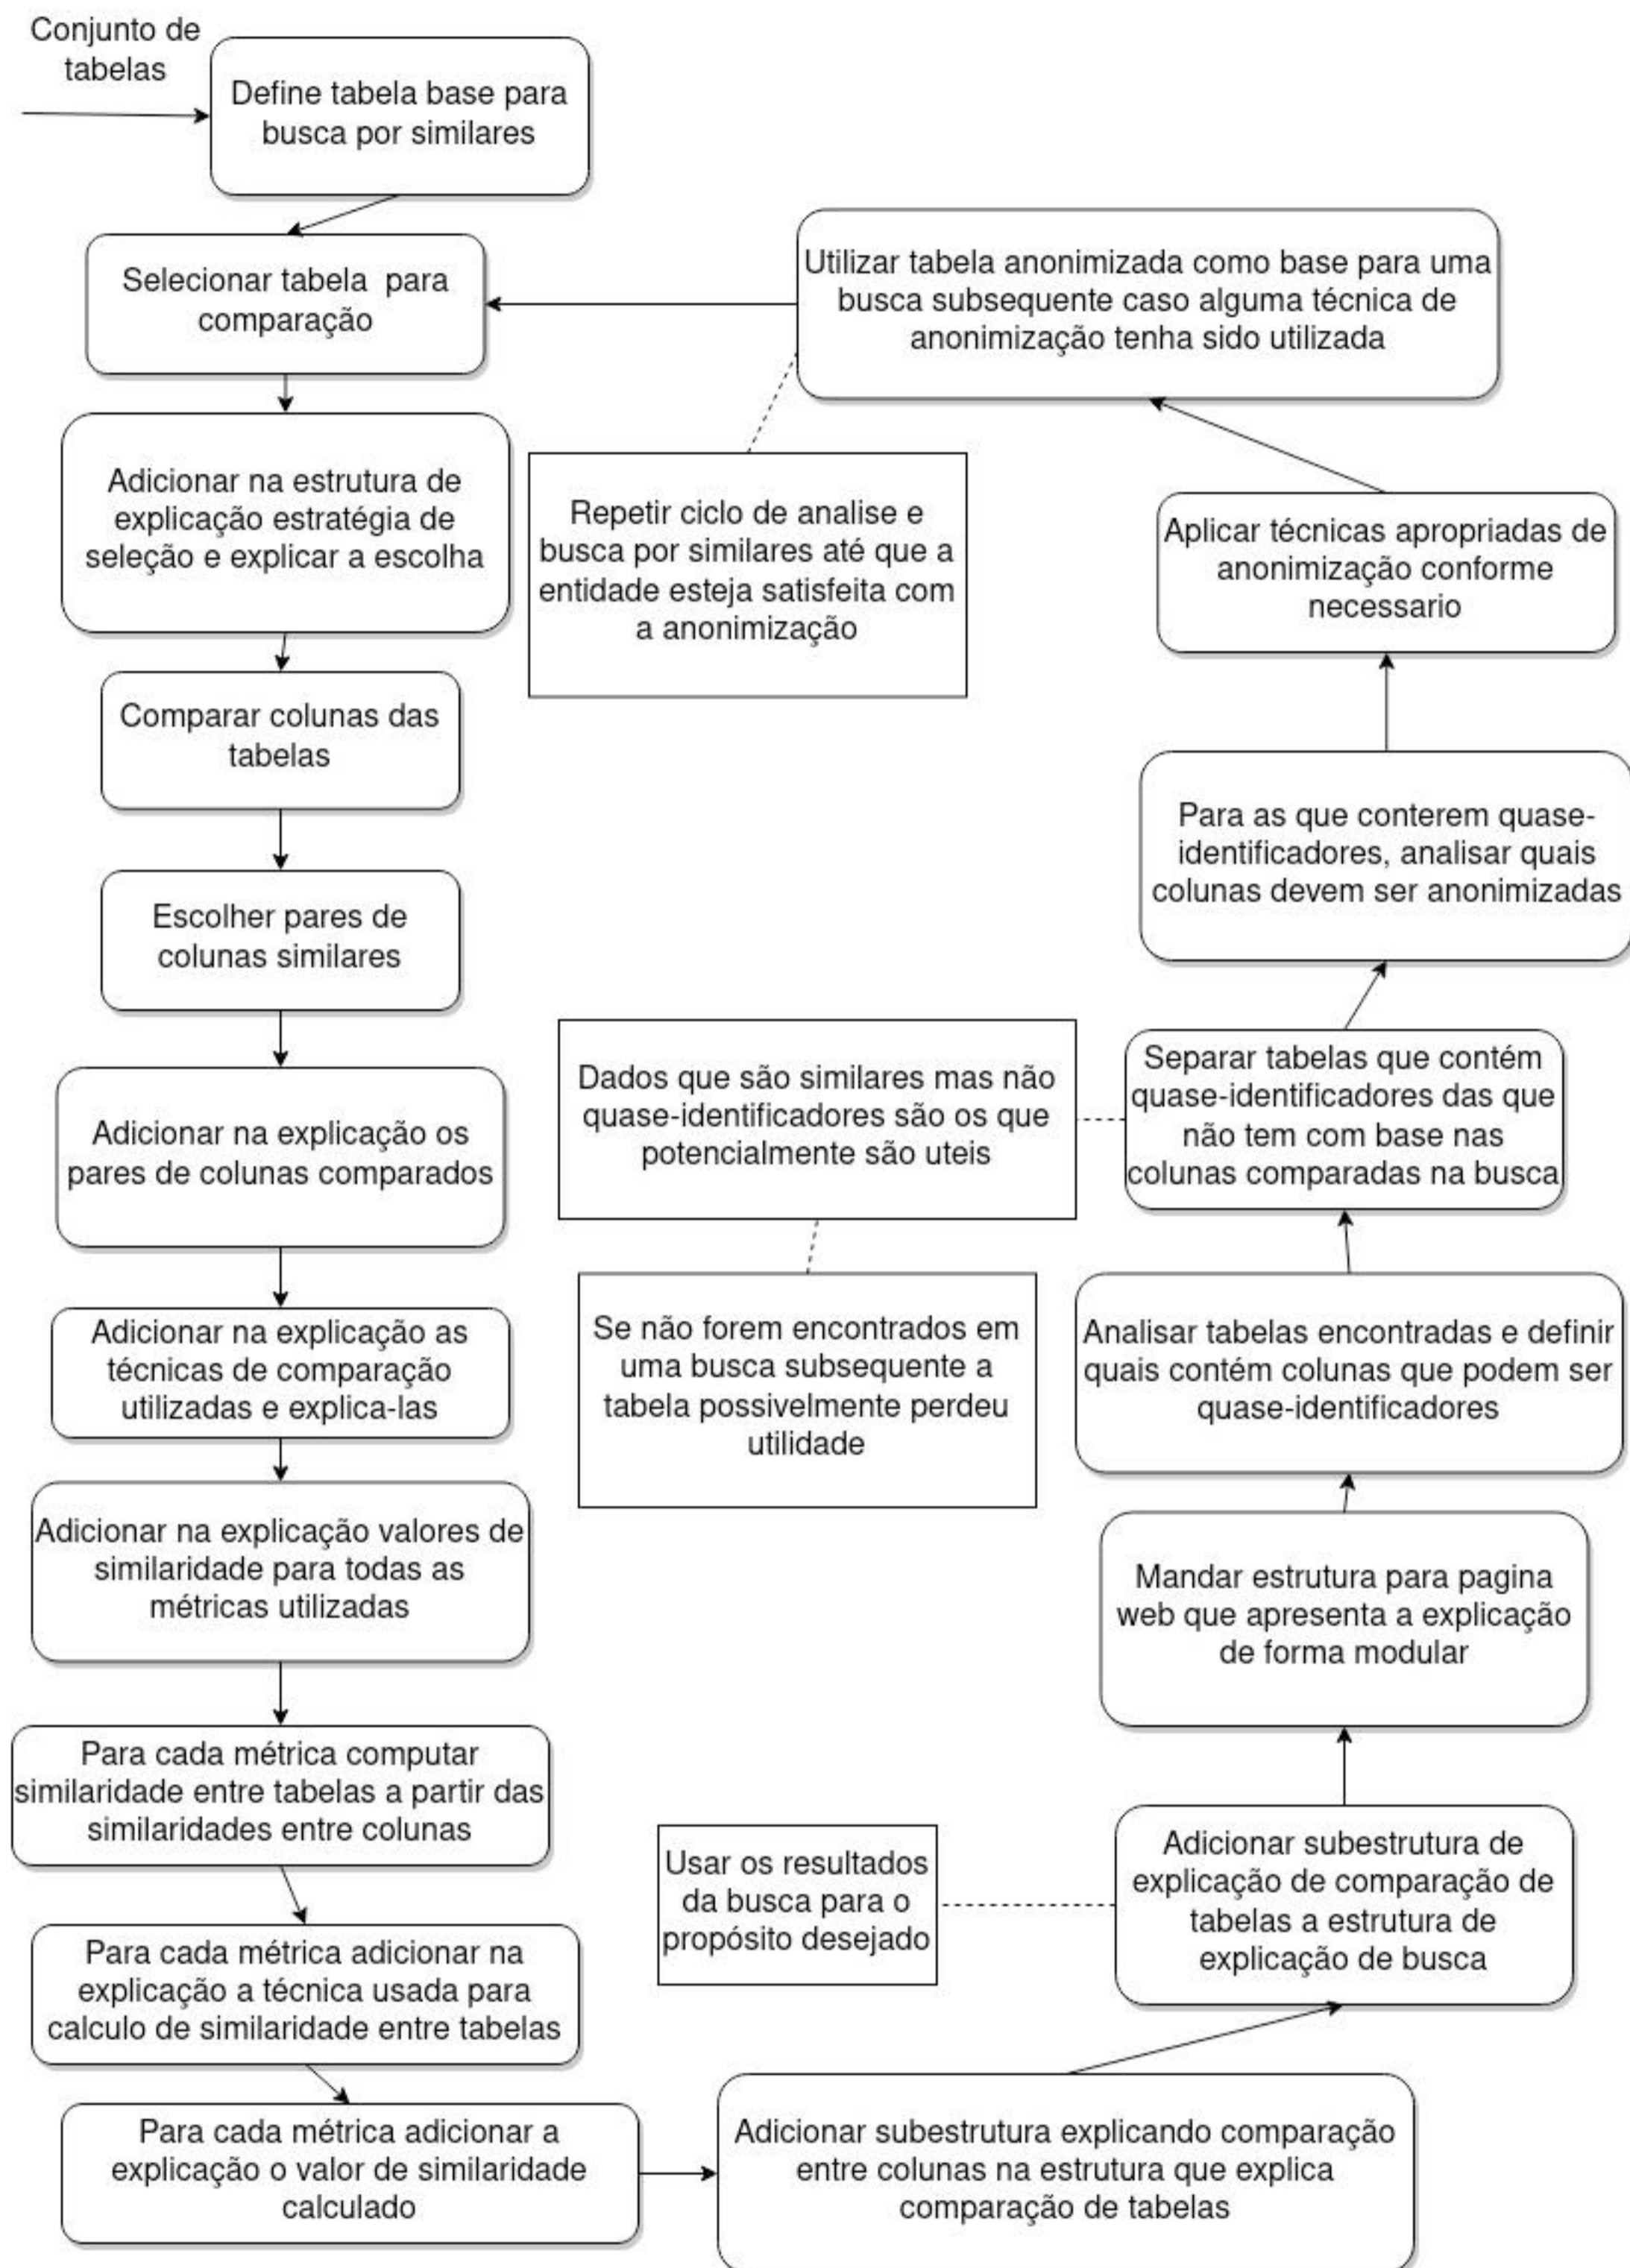 Conjunto de
tabelas
Define tabela base para
busca por similares
Selecionar tabela  para
comparação
Adicionar na estrutura de
explicação estratégia de
seleção e explicar a escolha
Comparar colunas das
tabelas
Escolher pares de
colunas similares
Adicionar na explicação os
pares de colunas comparados
Adicionar na explicação as
técnicas de comparação
utilizadas e explica-las
Adicionar na explicação valores de
similaridade para todas as
métricas utilizadas
Para cada métrica computar
similaridade entre tabelas a partir das
similaridades entre colunas
Para cada métrica adicionar na
explicação a técnica usada para
calculo de similaridade entre tabelas
Para cada métrica adicionar a
explicação o valor de similaridade
calculado
Adicionar subestrutura explicando comparação
entre colunas na estrutura que explica
comparação de tabelas
Adicionar subestrutura de
explicação de comparação de
tabelas a estrutura de
explicação de busca
Usar os resultados
da busca para o
propósito desejado
Mandar estrutura para pagina
web que apresenta a explicação
de forma modular
Analisar tabelas encontradas e definir
quais contém colunas que podem ser
quase-identificadores
Separar tabelas que contém
quase-identificadores das que
não tem com base nas
colunas comparadas na busca
Dados que são similares mas não
quase-identificadores são os que
potencialmente são uteis
Se não forem encontrados em
uma busca subsequente a
tabela possivelmente perdeu
utilidade
Para as que conterem quase-
identificadores, analisar quais
colunas devem ser anonimizadas
Aplicar técnicas apropriadas de
anonimização conforme
necessario
Utilizar tabela anonimizada como base para uma
busca subsequente caso alguma técnica de
anonimização tenha sido utilizada
Repetir ciclo de analise e
busca por similares até que a
entidade esteja satisfeita com
a anonimização